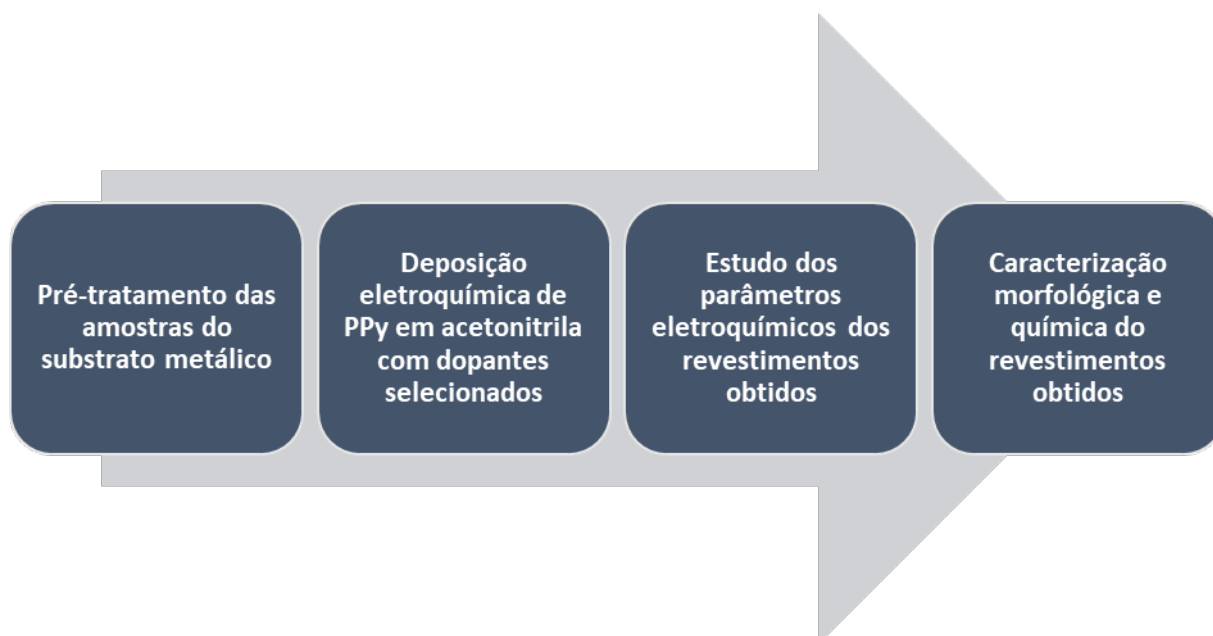 Pré-tratamento das
amostras do
substrato metálico
Deposição
eletroquímica de
PPy em acetonitrila
com dopantes
selecionados
Estudo dos
parâmetros
eletroquímicos dos
revestimentos
obtidos
Caracterização
morfológica e
química do
revestimentos
obtidos